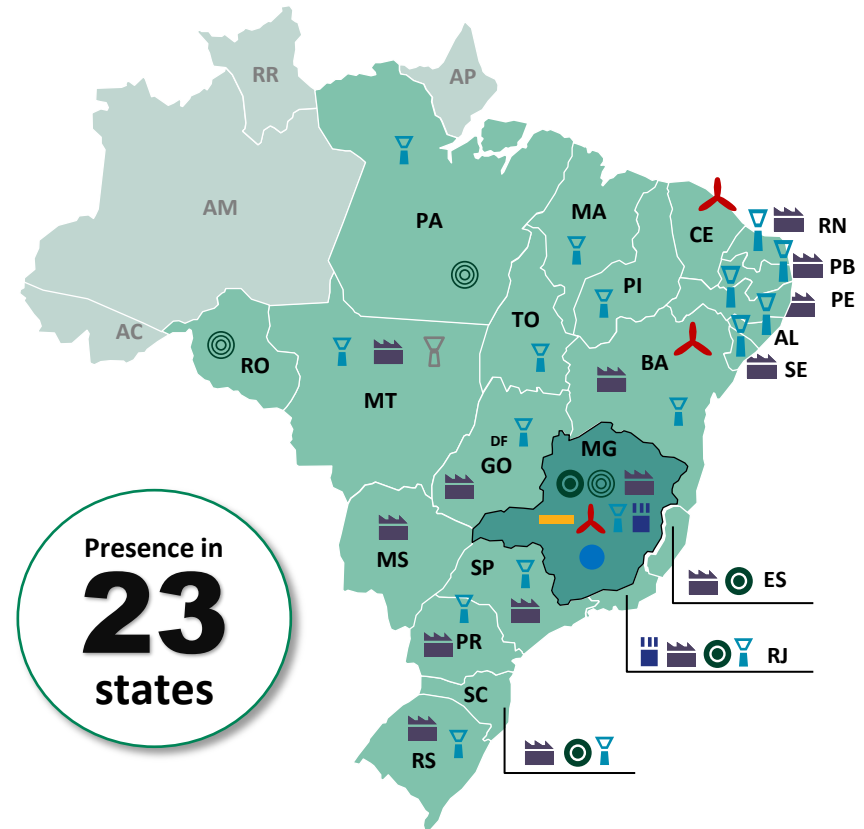 RR
AP
AM
PA
MA
CE
RN
PB
PE
PI
TO
AL
AC
RO
BA
SE
MT
DF
GO
MG
MS
SP
ES
PR
RJ
SC
RS
Presence in
23
states